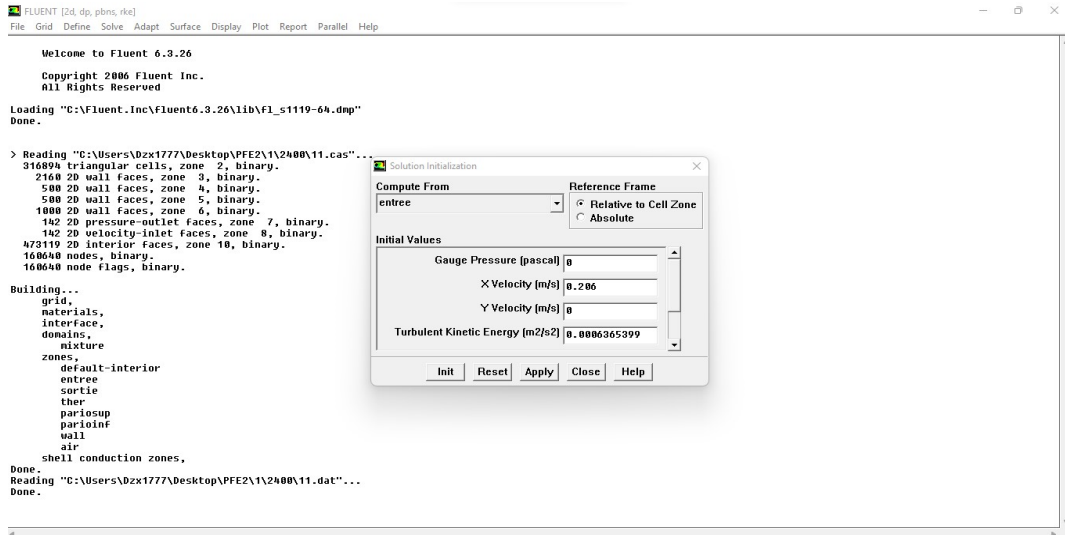 FLUENT [2d, dp, pbns, rke]
File Grid Define Solve Adapt Surface Display Plot Report Parallel Help
Welcome to Fluent 6.3.26
Copyright 2006 Fluent Inc.
All Rights Reserved
Loading "C:\Fluent.Inc\fluent6.3.26\lib\fl_s1119-64.dmp"
Done.
> Reading "C:\Users\Dzx1777\Desktop\PFE2\1\2400\11.cas"...
316894 triangular cells, zone 2, binary.
2160 2D wall faces, zone 3, binary.
500 2D wall faces, zone 4, binary.
500 2D wall faces, zone 5, binary.
1000 2D wall faces, zone 6, binary.
142 2D pressure-outlet faces, zone 7, binary.
142 2D velocity-inlet faces, zone 8, binary.
473119 2D interior faces, zone 10, binary.
160640 nodes, binary.
160640 node flags, binary.
Building...
grid,
materials,
interface,
domains,
mixture
zones,
default-interior
entree
sortie
ther
pariosup
parioinf
wall
air
shell conduction zones,
Done.
Reading "C:\Users\Dzx1777\Desktop\PFE2\1\2400\11.dat"...
Done.
Solution Initialization
Compute From
entree
Reference Frame
Relative to Cell Zone
Absolute
Initial Values
Gauge Pressure (pascal) 0
X Velocity (m/s) 0.206
Y Velocity (m/s) 0
Turbulent Kinetic Energy (m2/s2) 0.0006365399
Init Reset Apply Close Help